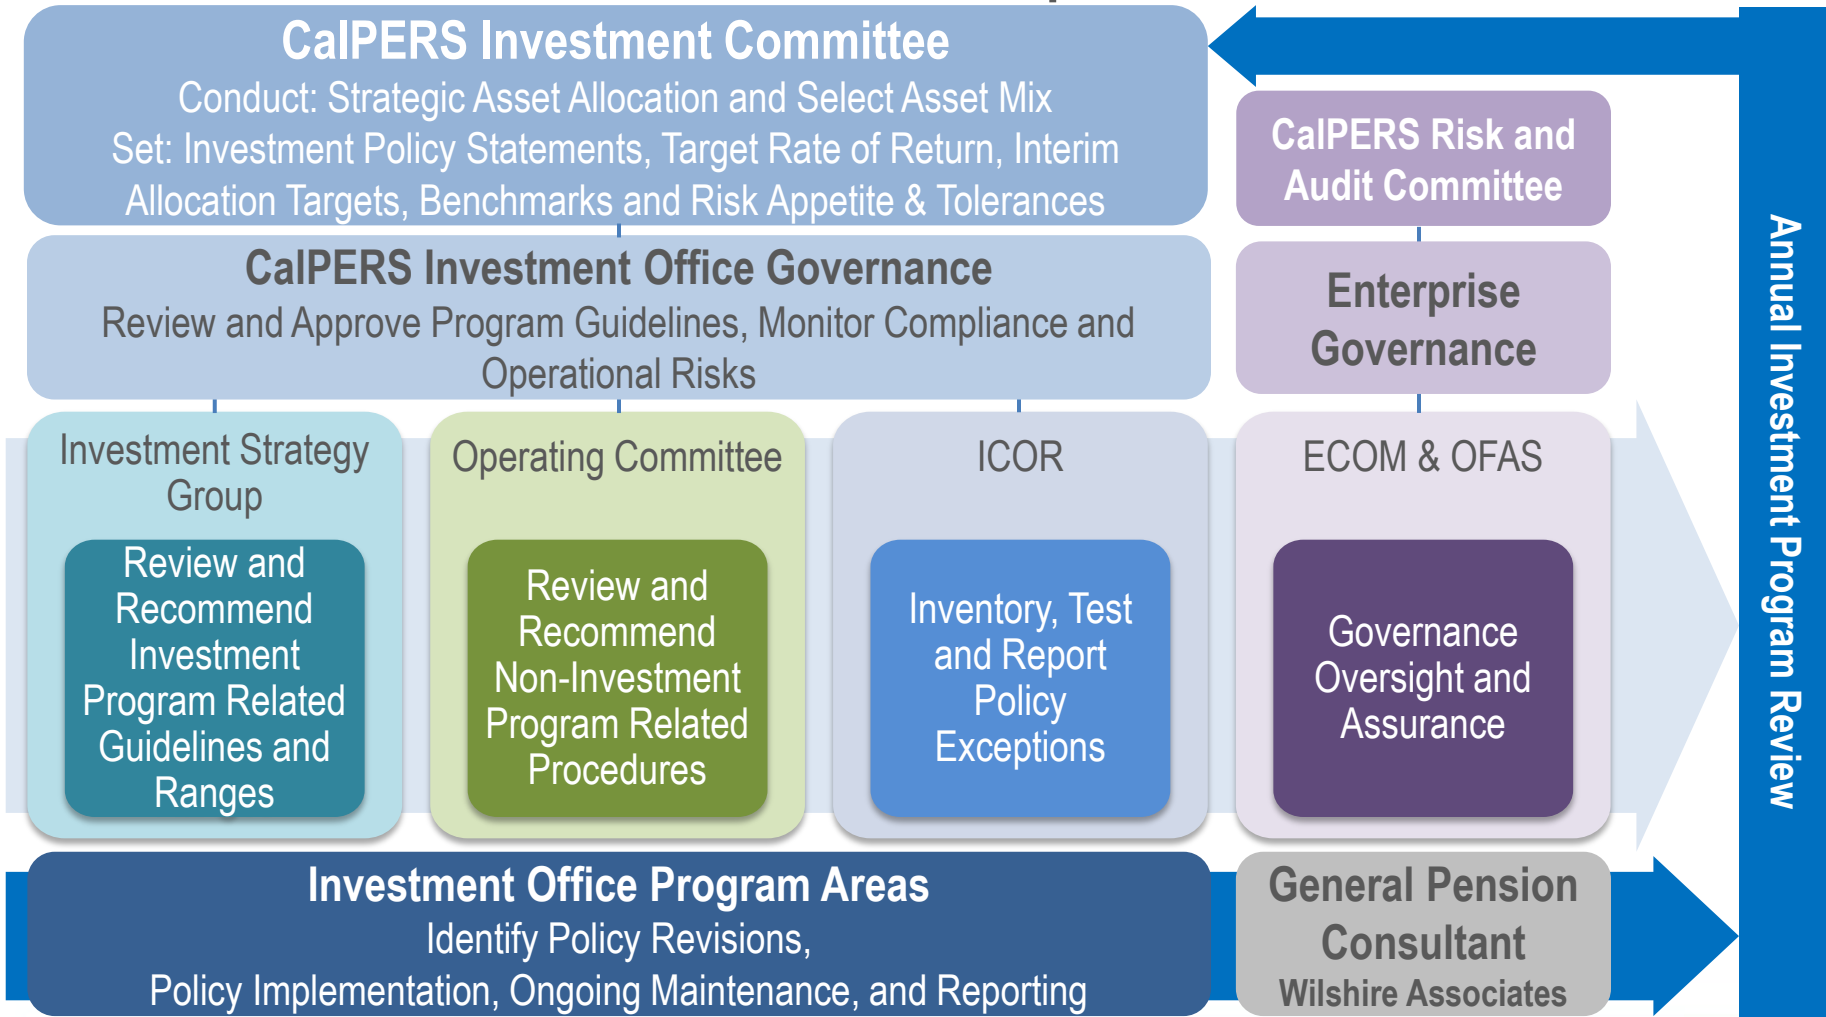 CalPERS Investment Committee
Conduct: Strategic Asset Allocation and Select Asset Mix
Set: Investment Policy Statements, Target Rate of Return, Interim
Allocation Targets, Benchmarks and Risk Appetite & Tolerances
CalPERS Risk and
Audit Committee
CalPERS Investment Office Governance
Review and Approve Program Guidelines, Monitor Compliance and
Operational Risks
Enterprise
Governance
Investment Strategy
Group
Review and
Recommend
Investment
Program Related
Guidelines and
Ranges
Operating Committee
Review and
Recommend
Non-Investment
Program Related
Procedures
ICOR
Inventory, Test
and Report
Policy
Exceptions
ECOM & OFAS
Governance
Oversight and
Assurance
Investment Office Program Areas
Identify Policy Revisions,
Policy Implementation, Ongoing Maintenance, and Reporting
General Pension
Consultant
Wilshire Associates
Annual Investment Program Review